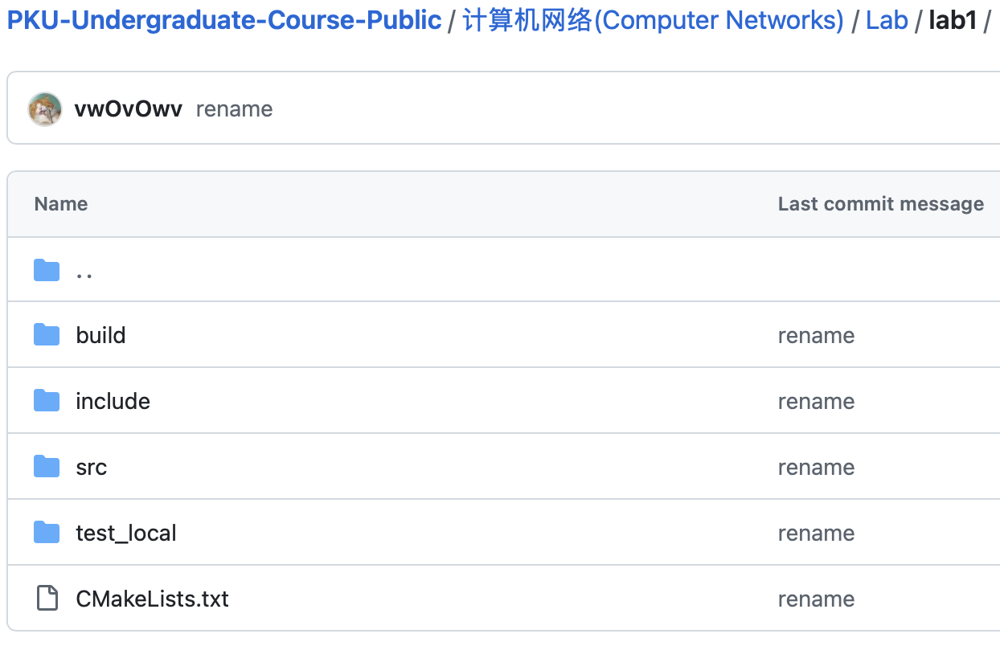 PKU-Undergraduate-Course-Public / 计算机网络(Computer Networks) / Lab / lab1 /
vwOvOwv rename
Name Last commit message
..
build rename
include rename
src rename
test_local rename
CMakeLists.txt rename